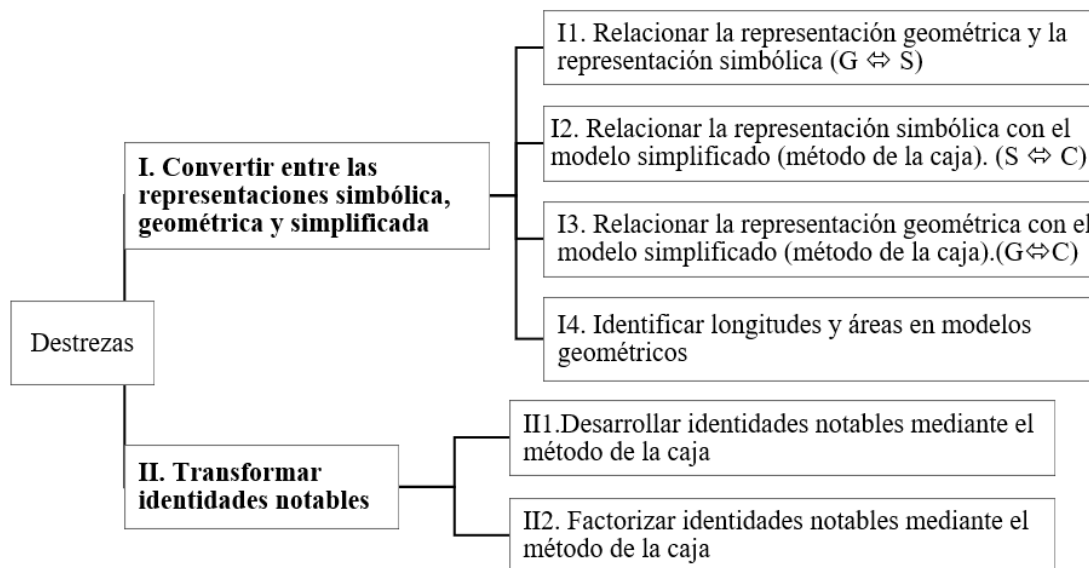 Destrezas
I. Convertir entre las
representaciones simbólica,
geométrica y simplificada
I1. Relacionar la representación geométrica y la
representación simbólica (G ⇔ S)
I2. Relacionar la representación simbólica con el
modelo simplificado (método de la caja). (S ⇔ C)
I3. Relacionar la representación geométrica con el
modelo simplificado (método de la caja).(G⇔C)
I4. Identificar longitudes y áreas en modelos
geométricos
II. Transformar
identidades notables
II1.Desarrollar identidades notables mediante el
método de la caja
II2. Factorizar identidades notables mediante el
método de la caja